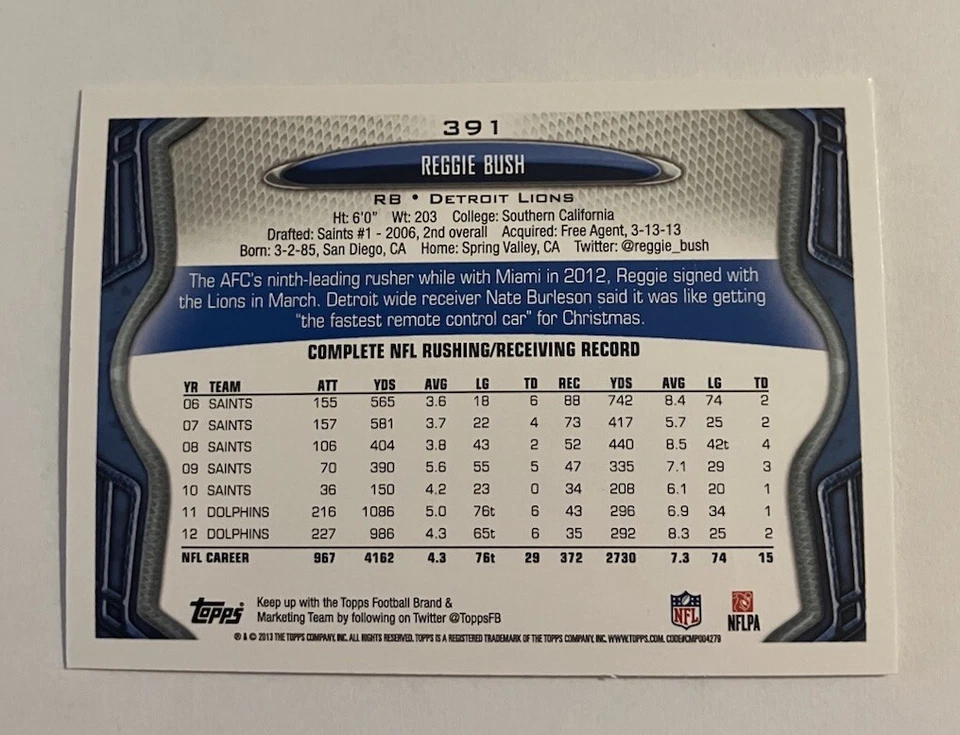 391
REGGIE BUSH
RB • DETROIT LIONS
Ht: 6'0" Wt: 203 College: Southern California
Drafted: Saints #1 - 2006, 2nd overall Acquired: Free Agent, 3-13-13
Born: 3-2-85, San Diego, CA Home: Spring Valley, CA Twitter: @reggie_bush
The AFC's ninth-leading rusher while with Miami in 2012, Reggie signed with
the Lions in March. Detroit wide receiver Nate Burleson said it was like getting
"the fastest remote control car" for Christmas.
COMPLETE NFL RUSHING/RECEIVING RECORD
YR TEAM ATT YDS AVG LG TD REC YDS AVG LG TD
06 SAINTS 155 565 3.6 18 6 88 742 8.4 74 2
07 SAINTS 157 581 3.7 22 4 73 417 5.7 25 2
08 SAINTS 106 404 3.8 43 2 52 440 8.5 42t 4
09 SAINTS 70 390 5.6 55 5 47 335 7.1 29 3
10 SAINTS 36 150 4.2 23 0 34 208 6.1 20 1
11 DOLPHINS 216 1086 5.0 76t 6 43 296 6.9 34 1
12 DOLPHINS 227 986 4.3 65t 6 35 292 8.3 25 2
NFL CAREER 967 4162 4.3 76t 29 372 2730 7.3 74 15
Topps Keep up with the Topps Football Brand &
Marketing Team by following on Twitter @ToppsFB
NFL NFLPA
® & © 2013 THE TOPPS COMPANY, INC. ALL RIGHTS RESERVED. TOPPS IS A REGISTERED TRADEMARK OF THE TOPPS COMPANY, INC. WWW.TOPPS.COM. CODE#CMP004279